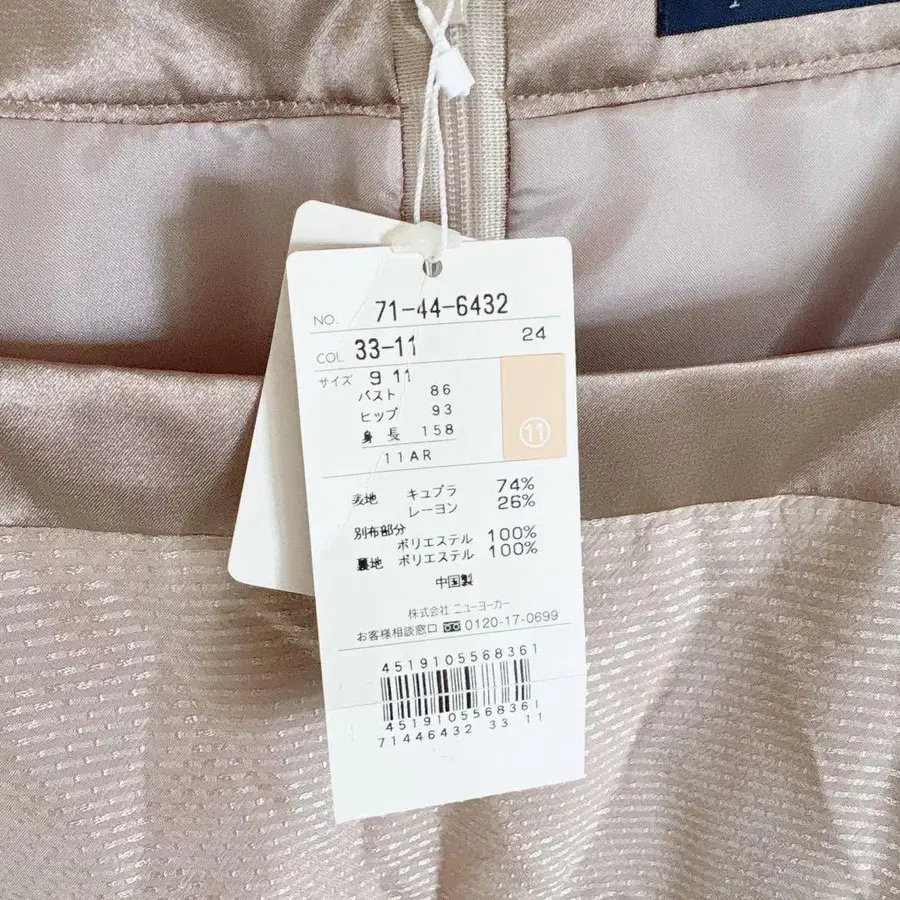 NO. 71-44-6432
COL 33-11 24
サイズ 9 11
バスト 86
ヒップ 93
身長 158
11AR
11
表地 キュプラ 74%
レーヨン 26%
別布部分
ポリエステル 100%
裏地 ポリエステル 100%
中国製
株式会社 ニューヨーカー
お客様相談窓口 0120-17-0699
4519105568361
4519105568361
71446432 33 11